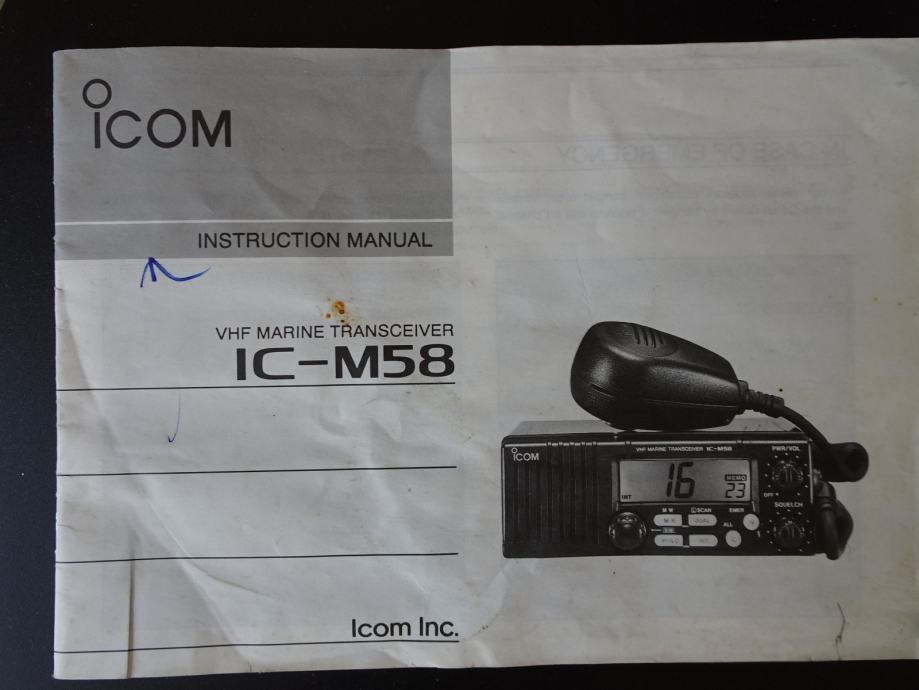 ICOM
INSTRUCTION MANUAL
VHF MARINE TRANSCEIVER
IC-M58
Icom Inc.
IN CASE OF EMERGENCY
ICOM
VHF MARINE TRANSCEIVER IC-M58
PWR/VOL
16
MEMO
23
INT
OFF
SQUELCH
M W
SCAN
EMER
DUAL
ALL